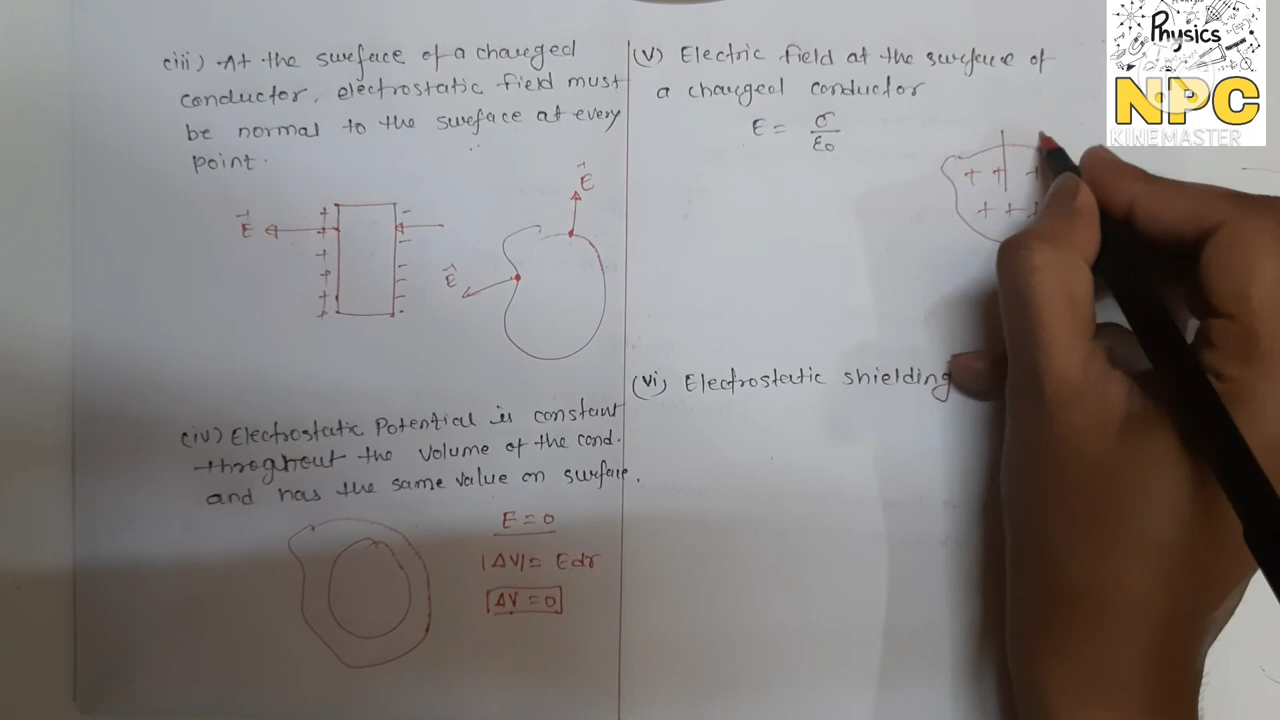 (iii) At the surface of a charged
conductor, electrostatic field must
be normal to the surface at every
point.
E
+
+
+
+
+
+
-
-
-
-
-
E
E
(iv) Electrostatic Potential is constant
throghout the volume of the cond.
and has the same value on surface.
E = 0
|ΔV| = Edr
ΔV = 0
(v) Electric field at the surface of
a charged conductor
E = σ/ε0
+ + +
+ + +
(vi) Electrostatic shielding
Physics
NPC
KINEMASTER